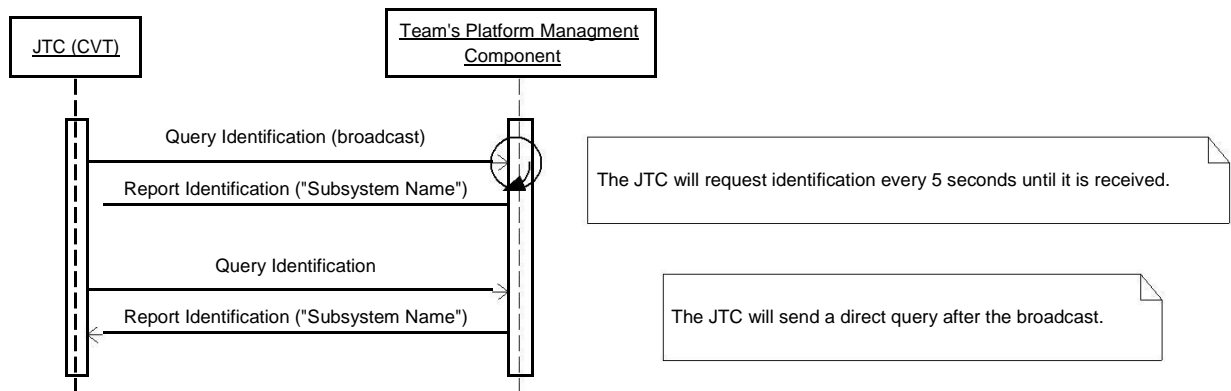 JTC (CVT)
Team's Platform Managment
Component
Query Identification (broadcast)
Report Identification ("Subsystem Name")
The JTC will request identification every 5 seconds until it is received.
Query Identification
Report Identification ("Subsystem Name")
The JTC will send a direct query after the broadcast.